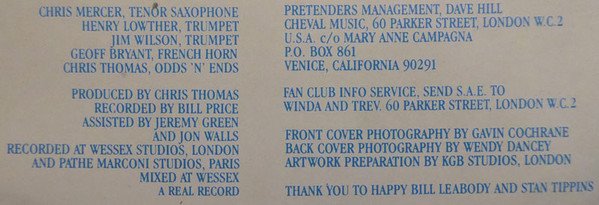 CHRIS MERCER, TENOR SAXOPHONE
HENRY LOWTHER, TRUMPET
JIM WILSON, TRUMPET
GEOFF BRYANT, FRENCH HORN
CHRIS THOMAS, ODDS 'N' ENDS
PRODUCED BY CHRIS THOMAS
RECORDED BY BILL PRICE
ASSISTED BY JEREMY GREEN
AND JON WALLS
RECORDED AT WESSEX STUDIOS, LONDON
AND PATHE MARCONI STUDIOS, PARIS
MIXED AT WESSEX
A REAL RECORD
PRETENDERS MANAGEMENT, DAVE HILL
CHEVAL MUSIC, 60 PARKER STREET, LONDON W.C.2
U.S.A. c/o MARY ANNE CAMPAGNA
P.O. BOX 861
VENICE, CALIFORNIA 90291
FAN CLUB INFO SERVICE, SEND S.A.E. TO
WINDA AND TREV. 60 PARKER STREET, LONDON W.C.2
FRONT COVER PHOTOGRAPHY BY GAVIN COCHRANE
BACK COVER PHOTOGRAPHY BY WENDY DANCEY
ARTWORK PREPARATION BY KGB STUDIOS, LONDON
THANK YOU TO HAPPY BILL LEABODY AND STAN TIPPINS